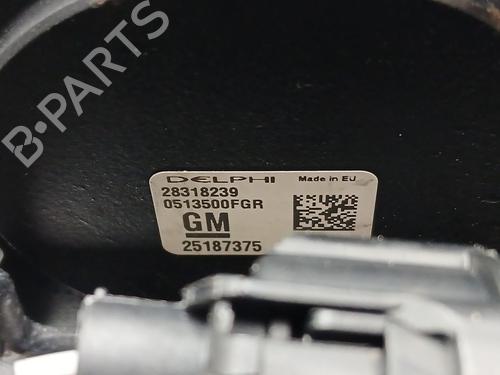 B-PARTS
DELPHI Made in EU
28318239
0513500FGR
GM
25187375